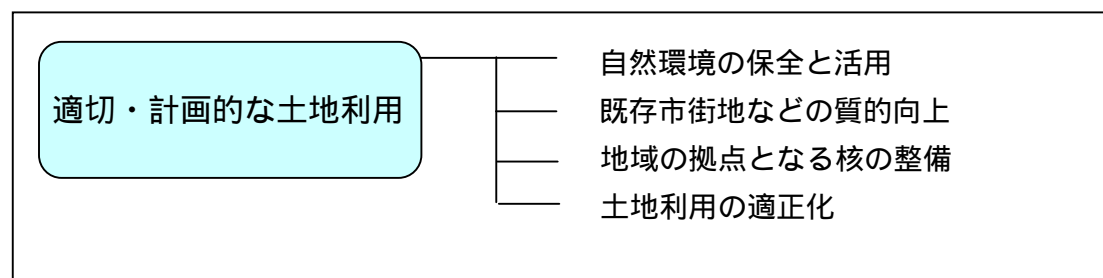 適切・計画的な土地利用
自然環境の保全と活用
既存市街地などの質的向上
地域の拠点となる核の整備
土地利用の適正化